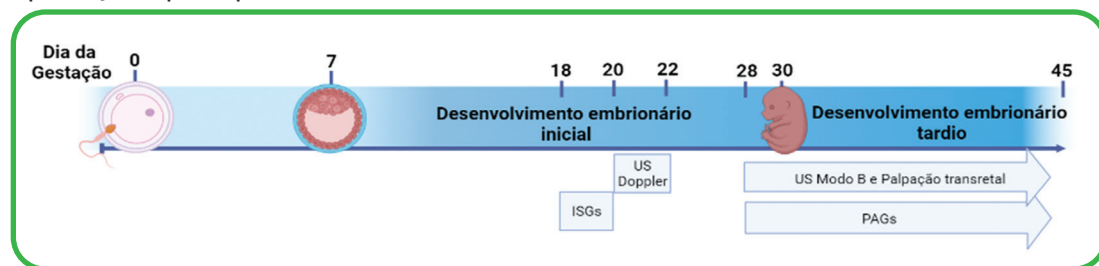 Dia da
Gestação
0
7
18
20
22
28
30
45
Desenvolvimento embrionário
inicial
Desenvolvimento embrionário
tardio
US
Doppler
ISGs
US Modo B e Palpação transretal
PAGs